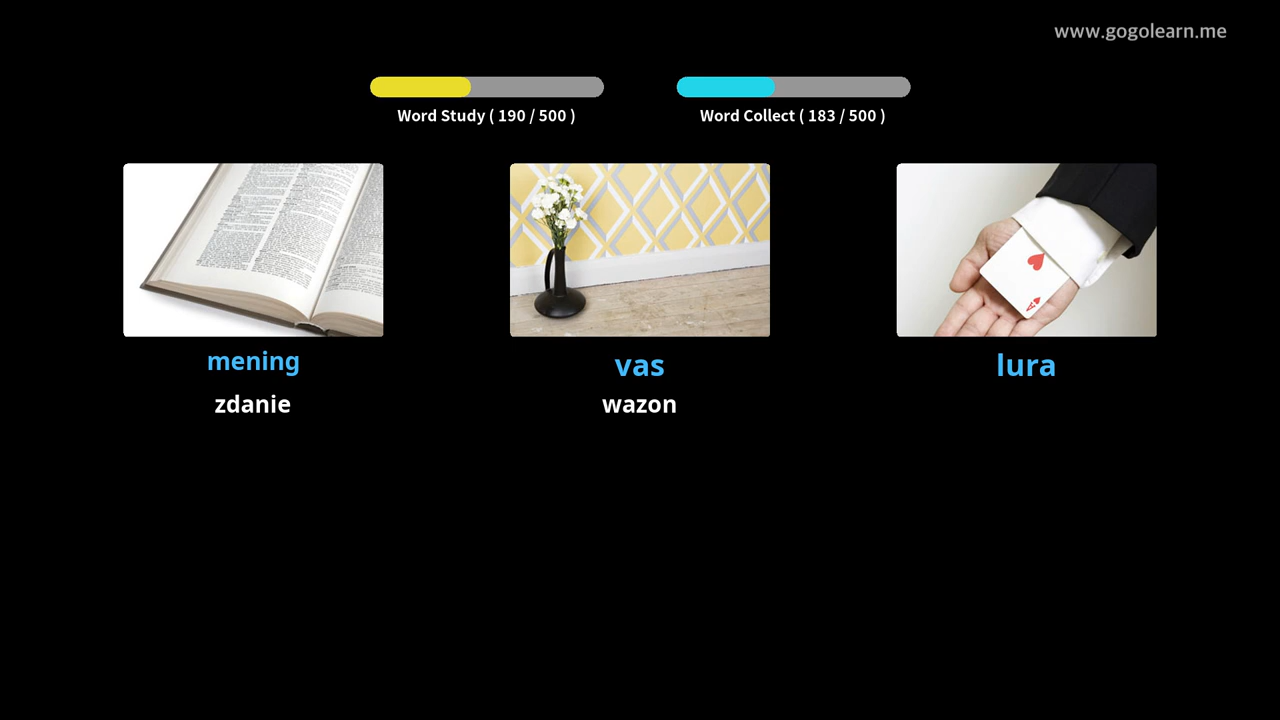 www.gogolearn.me
Word Study ( 190 / 500 )
Word Collect ( 183 / 500 )
mening
vas
lura
zdanie
wazon